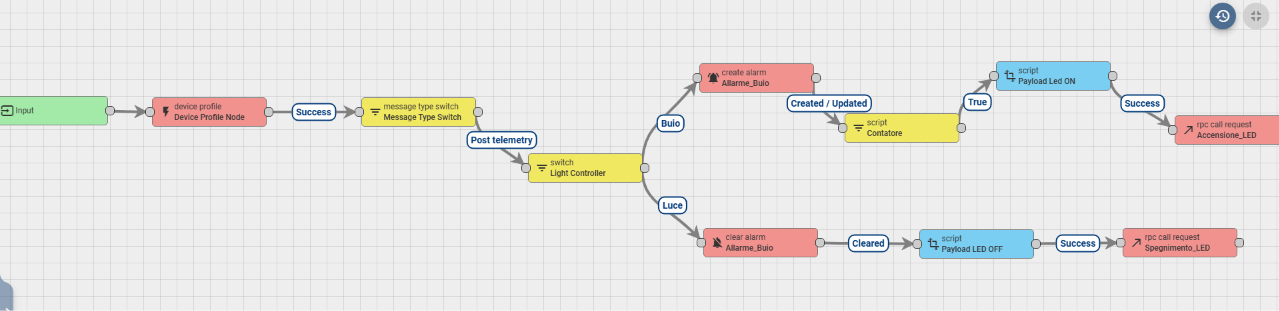 Input
device profile
Device Profile Node
Success
message type switch
Message Type Switch
Post telemetry
switch
Light Controller
Buio
create alarm
Allarme_Buio
Created / Updated
script
Contatore
True
script
Payload Led ON
Success
rpc call request
Accensione_LED
Luce
clear alarm
Allarme_Buio
Cleared
script
Payload LED OFF
Success
rpc call request
Spegnimento_LED